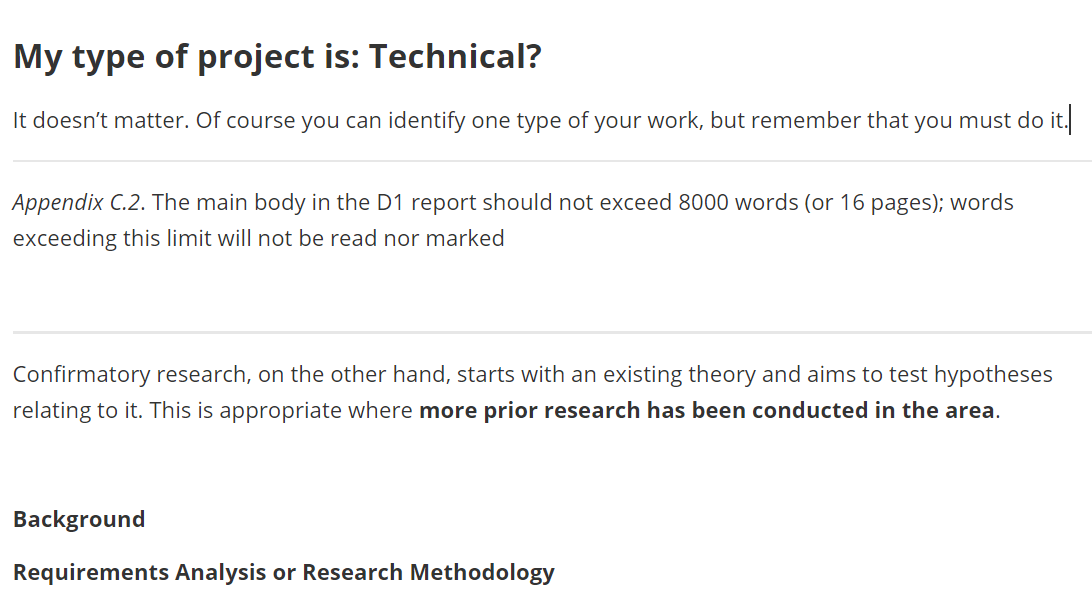 My type of project is: Technical?
It doesn’t matter. Of course you can identify one type of your work, but remember that you must do it.
Appendix C.2. The main body in the D1 report should not exceed 8000 words (or 16 pages); words
exceeding this limit will not be read nor marked
Confirmatory research, on the other hand, starts with an existing theory and aims to test hypotheses
relating to it. This is appropriate where more prior research has been conducted in the area.
Background
Requirements Analysis or Research Methodology